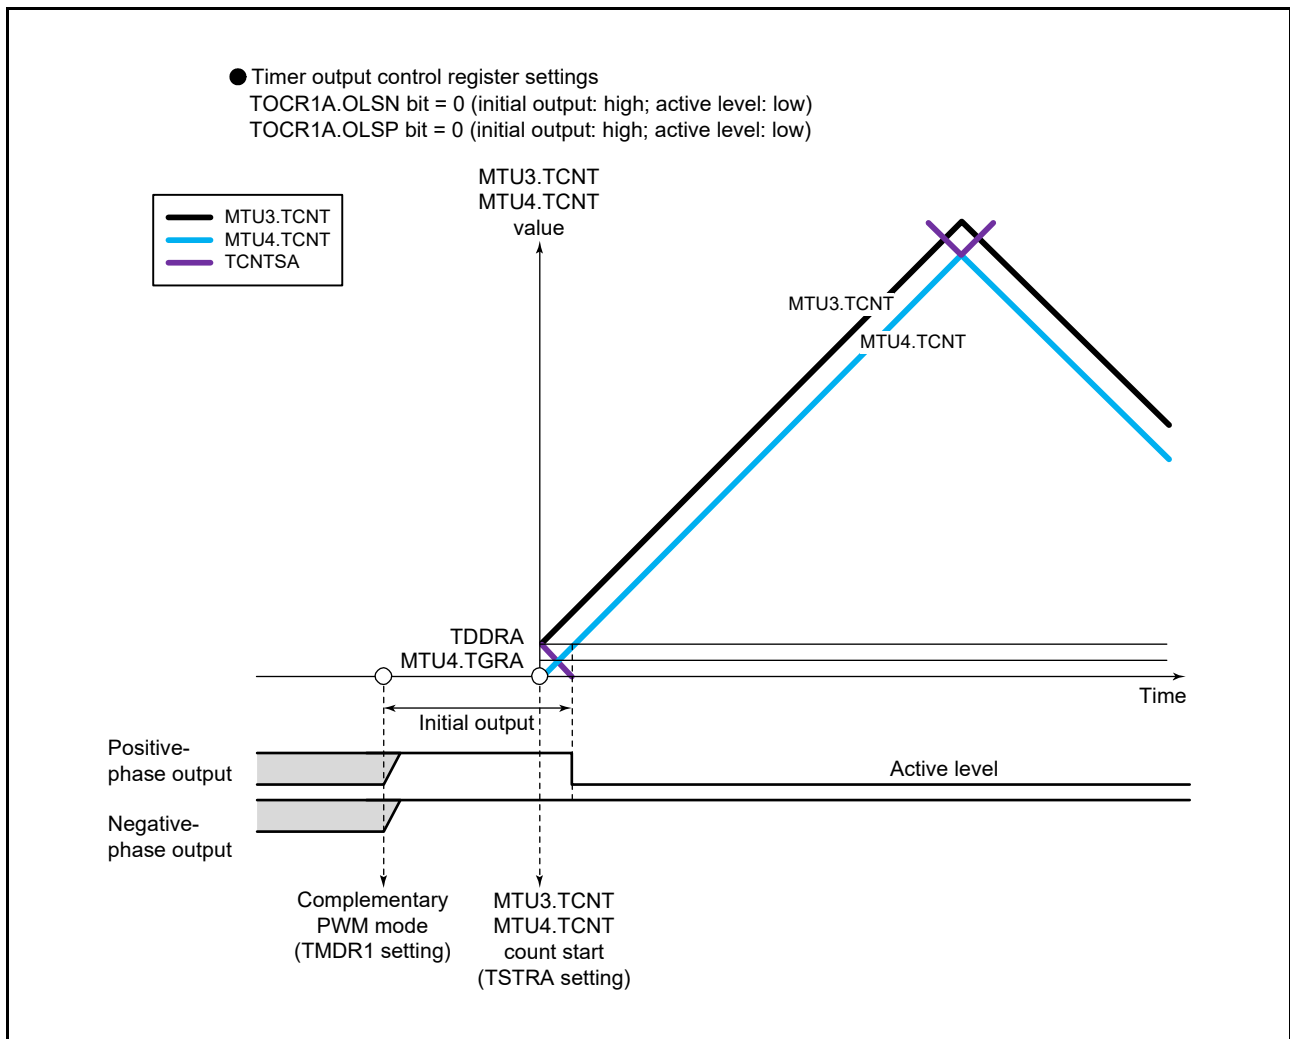 ● Timer output control register settings
TOCR1A.OLSN bit = 0 (initial output: high; active level: low)
TOCR1A.OLSP bit = 0 (initial output: high; active level: low)
MTU3.TCNT
MTU4.TCNT
value
MTU3.TCNT
MTU4.TCNT
TCNTSA
MTU3.TCNT
MTU4.TCNT
TDDRA
MTU4.TGRA
Time
Initial output
Positive-
phase output
Active level
Negative-
phase output
Complementary
PWM mode
(TMDR1 setting)
MTU3.TCNT
MTU4.TCNT
count start
(TSTRA setting)